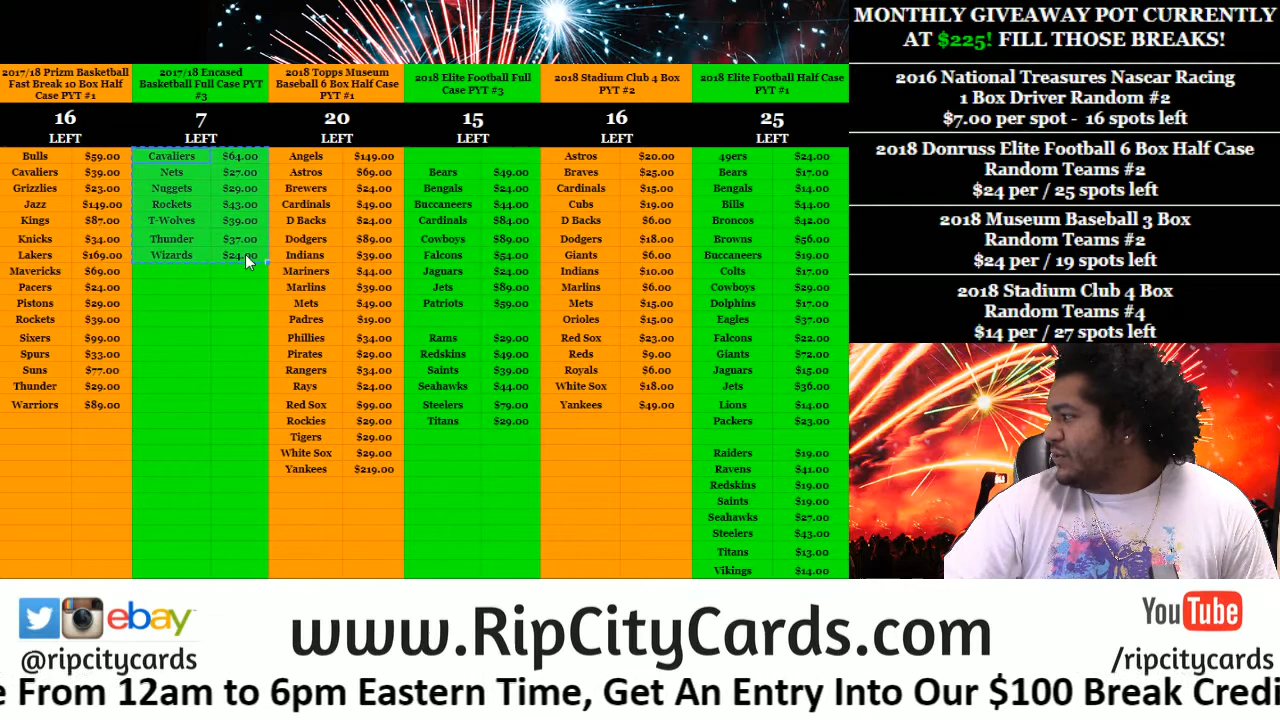 MONTHLY GIVEAWAY POT CURRENTLY
AT $225! FILL THOSE BREAKS!
2016 National Treasures Nascar Racing
1 Box Driver Random #2
$7.00 per spot - 16 spots left
2018 Donruss Elite Football 6 Box Half Case
Random Teams #2
$24 per / 25 spots left
2018 Museum Baseball 3 Box
Random Teams #2
$24 per / 19 spots left
2018 Stadium Club 4 Box
Random Teams #4
$14 per / 27 spots left
2017/18 Prizm Basketball
Fast Break 10 Box Half
Case PYT #1
16
LEFT
Bulls $59.00
Cavaliers $39.00
Grizzlies $23.00
Jazz $149.00
Kings $87.00
Knicks $34.00
Lakers $169.00
Mavericks $69.00
Pacers $24.00
Pistons $29.00
Rockets $39.00
Sixers $99.00
Spurs $33.00
Suns $77.00
Thunder $29.00
Warriors $89.00
2017/18 Encased
Basketball Full Case PYT
#3
7
LEFT
Cavaliers $64.00
Nets $27.00
Nuggets $29.00
Rockets $43.00
T-Wolves $39.00
Thunder $37.00
Wizards $24.00
2018 Topps Museum
Baseball 6 Box Half Case
PYT #1
20
LEFT
Angels $149.00
Astros $69.00
Brewers $24.00
Cardinals $49.00
D Backs $24.00
Dodgers $89.00
Indians $39.00
Mariners $44.00
Marlins $39.00
Mets $49.00
Padres $19.00
Phillies $34.00
Pirates $29.00
Rangers $34.00
Rays $24.00
Red Sox $99.00
Rockies $29.00
Tigers $29.00
White Sox $29.00
Yankees $219.00
2018 Elite Football Full
Case PYT #3
15
LEFT
Bears $49.00
Bengals $24.00
Buccaneers $44.00
Cardinals $84.00
Cowboys $89.00
Falcons $54.00
Jaguars $24.00
Jets $89.00
Patriots $59.00
Rams $29.00
Redskins $49.00
Saints $39.00
Seahawks $44.00
Steelers $79.00
Titans $29.00
2018 Stadium Club 4 Box
PYT #2
16
LEFT
Astros $20.00
Braves $25.00
Cardinals $15.00
Cubs $19.00
D Backs $6.00
Dodgers $18.00
Giants $6.00
Indians $10.00
Marlins $6.00
Mets $15.00
Orioles $15.00
Red Sox $23.00
Reds $9.00
Royals $6.00
White Sox $18.00
Yankees $49.00
2018 Elite Football Half Case
PYT #1
25
LEFT
49ers $24.00
Bears $17.00
Bengals $14.00
Bills $44.00
Broncos $42.00
Browns $56.00
Buccaneers $19.00
Colts $17.00
Cowboys $29.00
Dolphins $17.00
Eagles $37.00
Falcons $22.00
Giants $72.00
Jaguars $15.00
Jets $36.00
Lions $14.00
Packers $23.00
Raiders $19.00
Ravens $41.00
Redskins $19.00
Saints $19.00
Seahawks $27.00
Steelers $43.00
Titans $13.00
Vikings $14.00
ebay
@ripcitycards
www.RipCityCards.com
YouTube
/ripcitycards
e From 12am to 6pm Eastern Time, Get An Entry Into Our $100 Break Credi